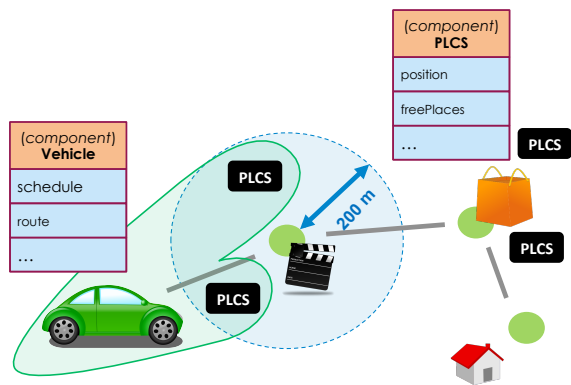 (component)
PLCS
position
freePlaces
...
PLCS
(component)
Vehicle
schedule
route
...
PLCS
200 m
PLCS
PLCS